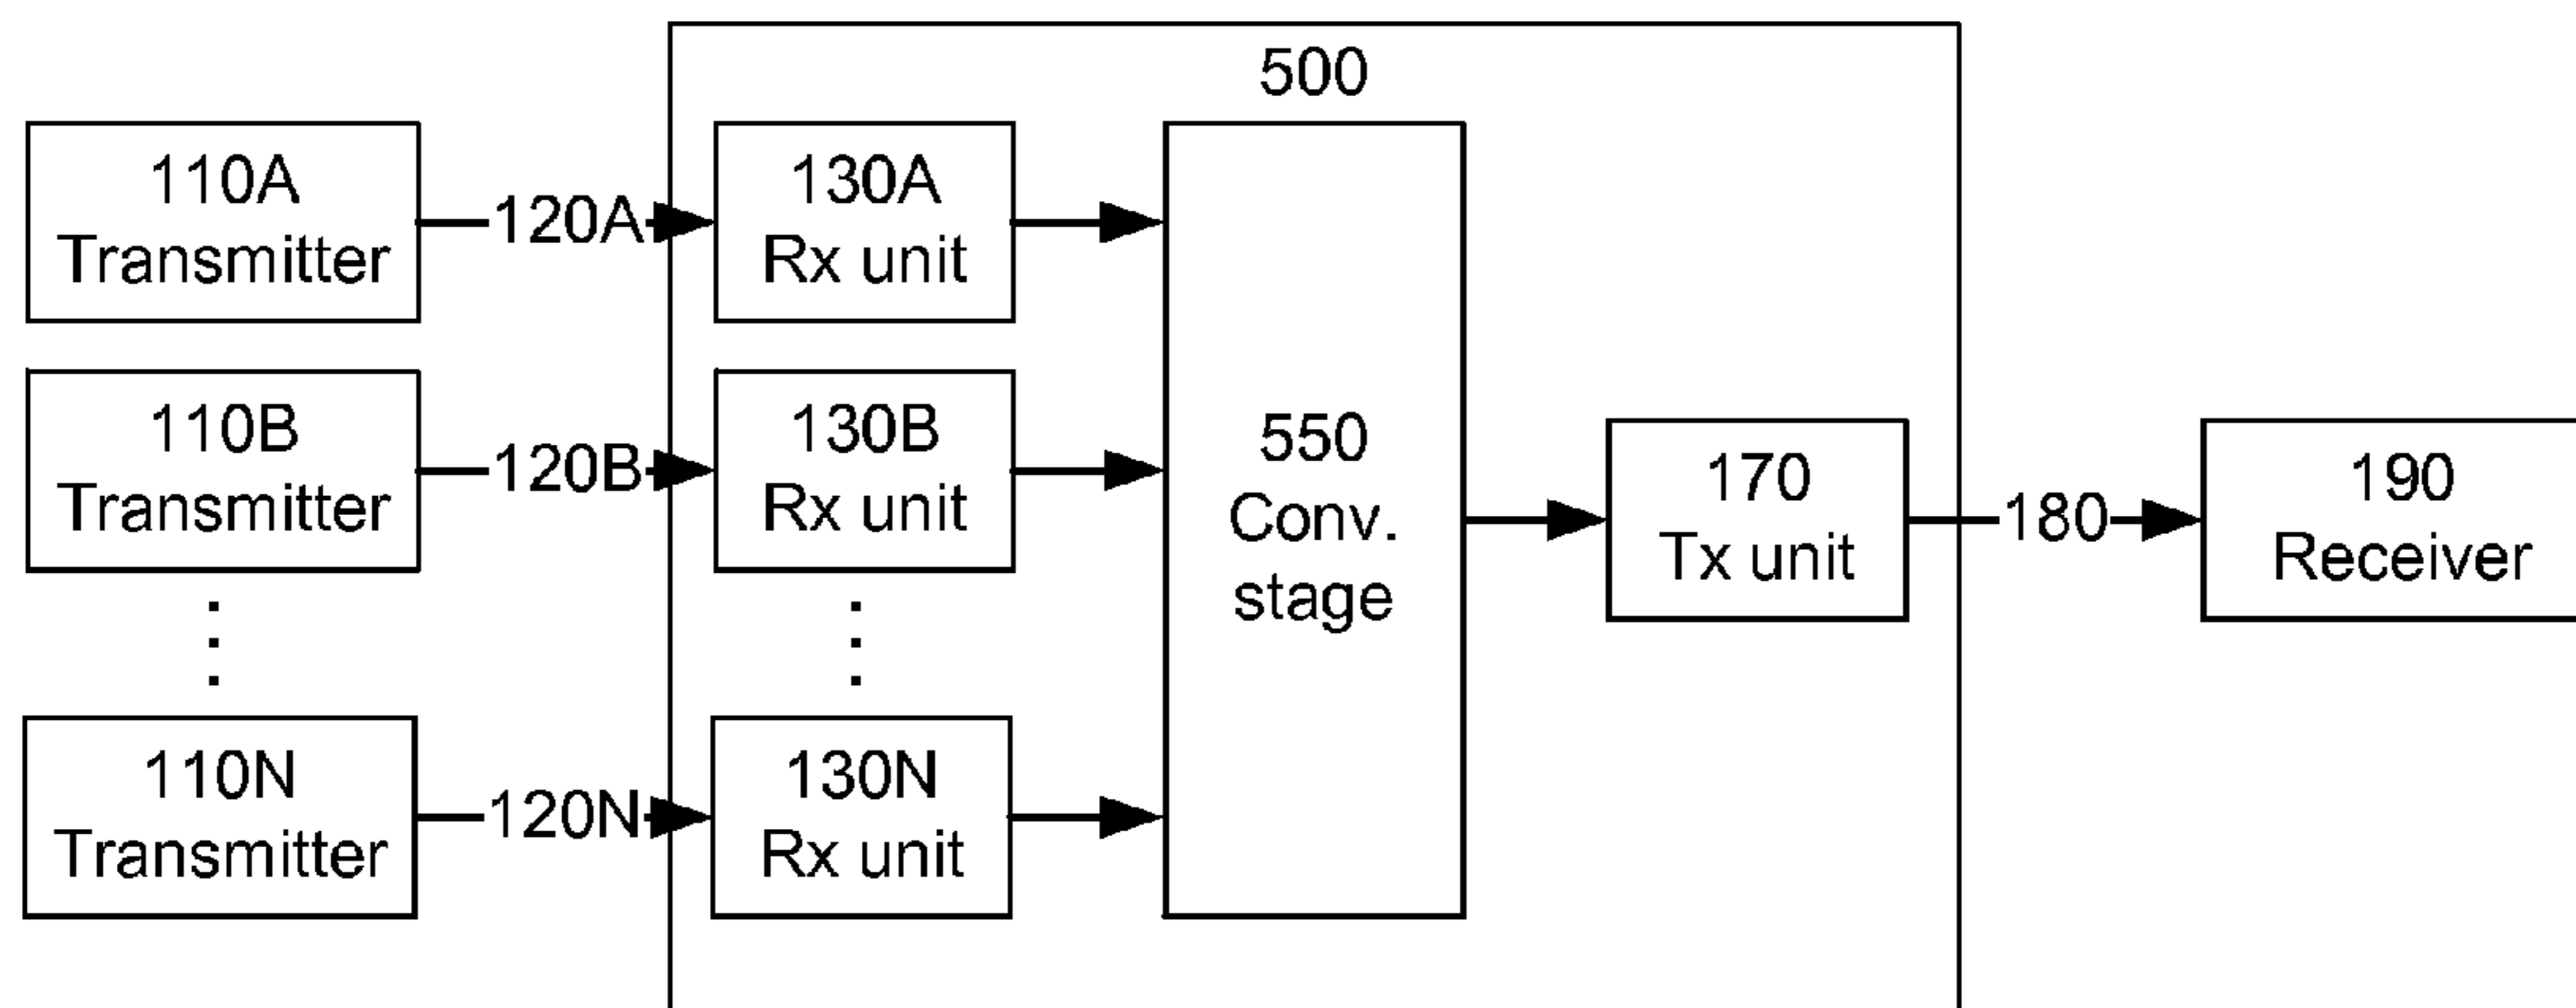 500
110A
Transmitter
120A
130A
Rx unit
110B
Transmitter
120B
130B
Rx unit
550
Conv.
stage
170
Tx unit
180
190
Receiver
110N
Transmitter
120N
130N
Rx unit